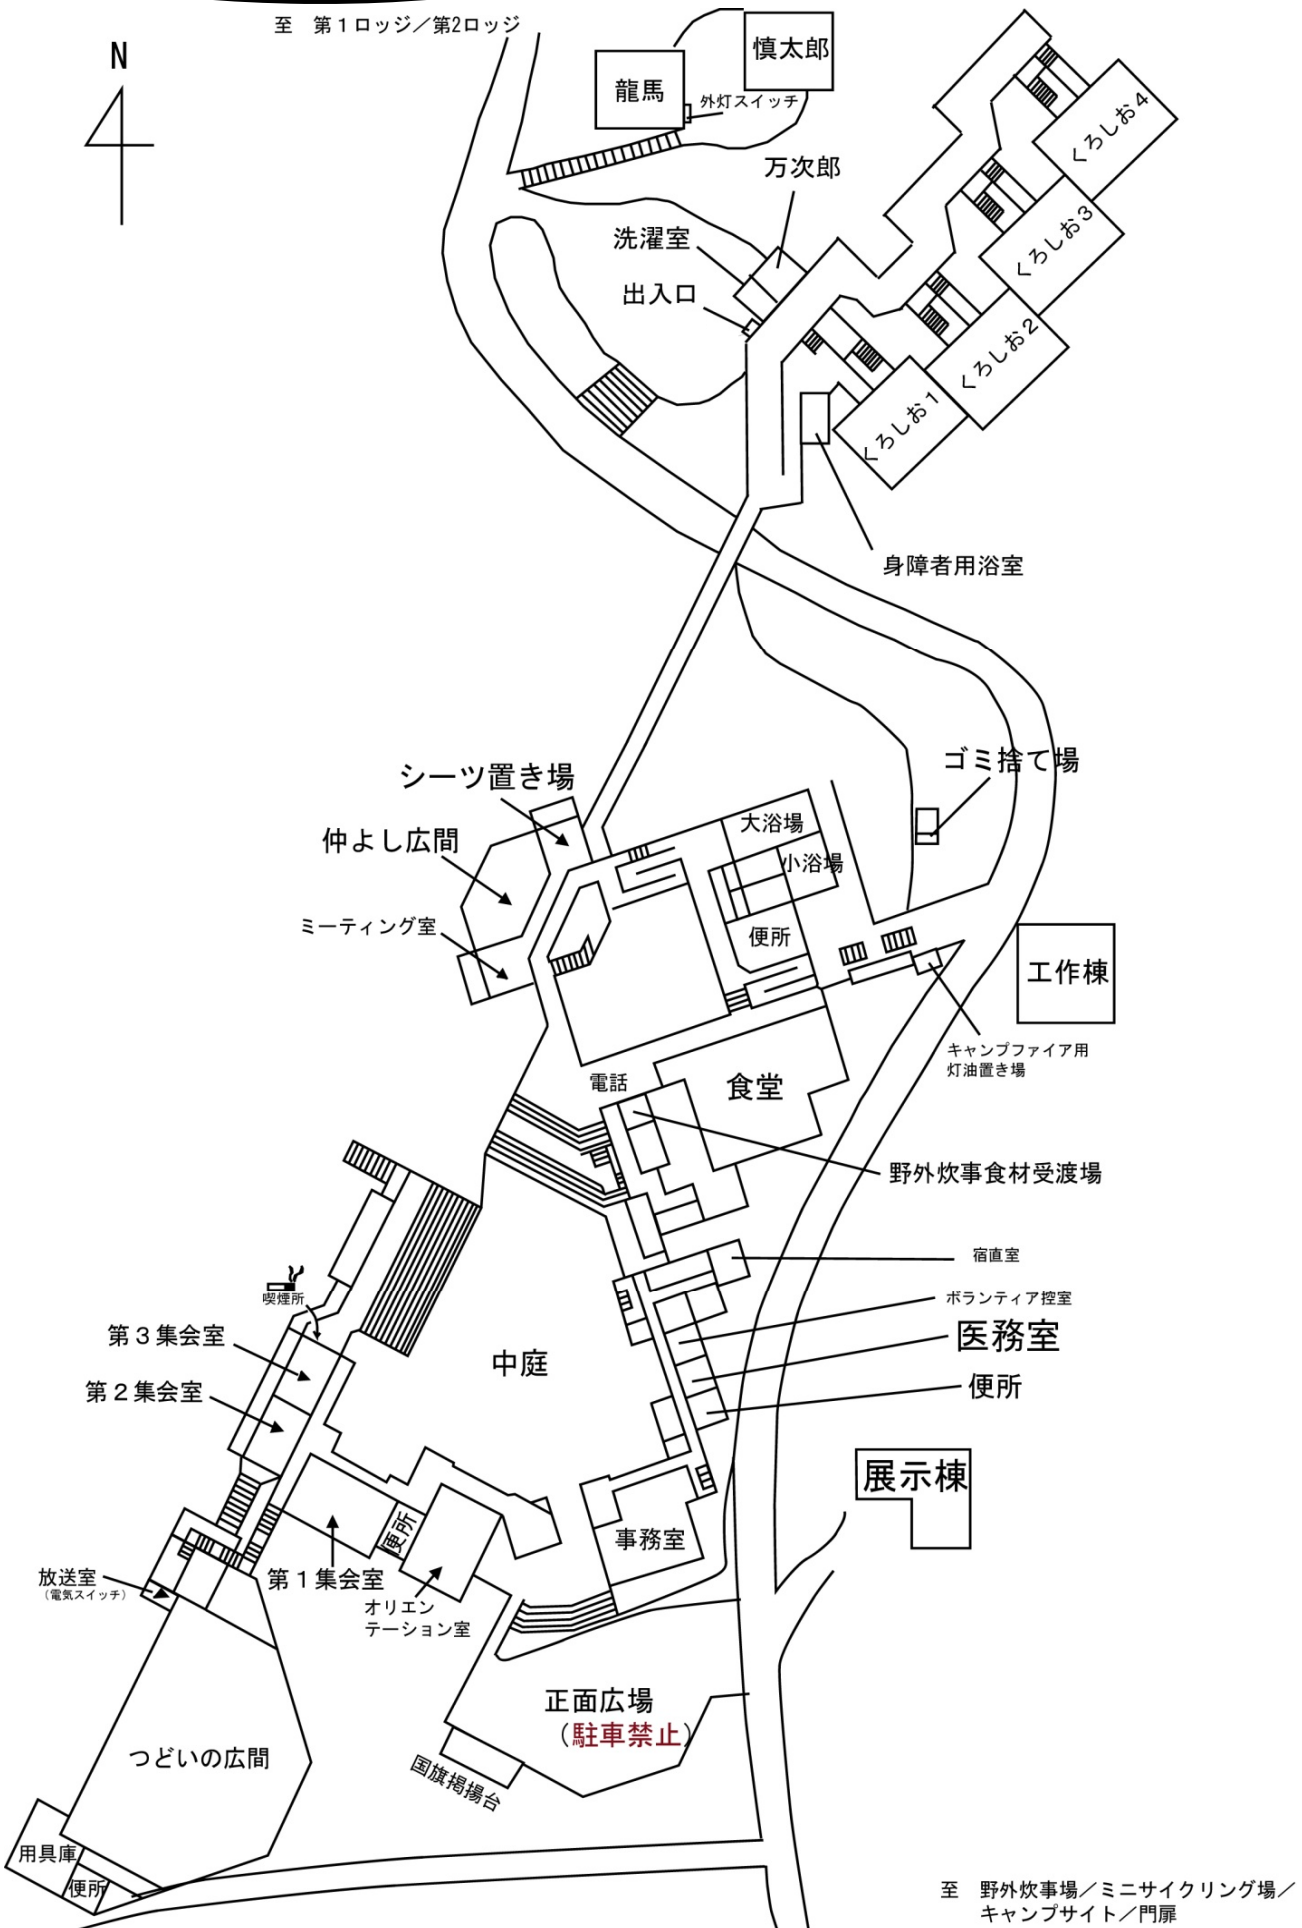 至　第１ロッジ／第2ロッジ
N
慎太郎
龍馬
外灯スイッチ
くろしお４
万次郎
くろしお３
洗濯室
出入口
くろしお２
くろしお１
身障者用浴室
ゴミ捨て場
シーツ置き場
大浴場
仲よし広間
小浴場
ミーティング室
便所
工作棟
キャンプファイア用
灯油置き場
電話
食堂
野外炊事食材受渡場
宿直室
喫煙所
ボランティア控室
第３集会室
医務室
中庭
第２集会室
便所
展示棟
便所
事務室
放送室
（電気スイッチ）
第１集会室
オリエン
テーション室
正面広場
（駐車禁止）
つどいの広間
国旗掲揚台
用具庫
便所
至　野外炊事場／ミニサイクリング場／
キャンプサイト／門扉